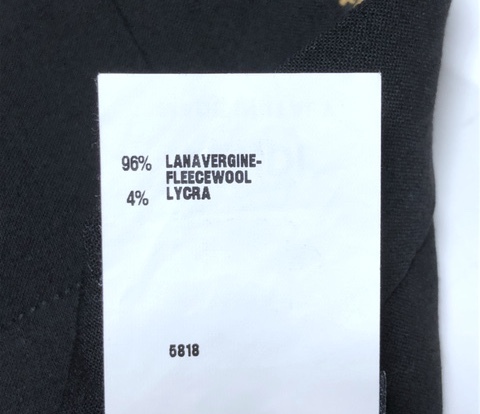 96% LANAVERGINE-
FLEECEWOOL
4% LYCRA
5818